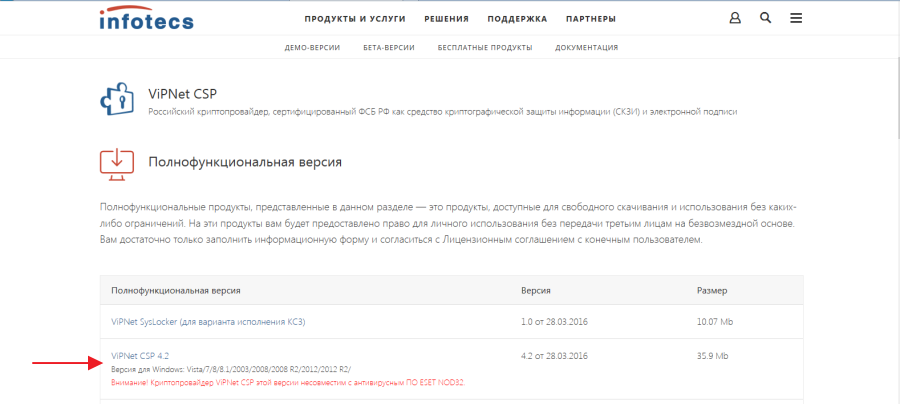 infotecs
ПРОДУКТЫ И УСЛУГИ РЕШЕНИЯ ПОДДЕРЖКА ПАРТНЕРЫ
ДЕМО-ВЕРСИИ БЕТА-ВЕРСИИ БЕСПЛАТНЫЕ ПРОДУКТЫ ДОКУМЕНТАЦИЯ
ViPNet CSP
Российский криптопровайдер, сертифицированный ФСБ РФ как средство криптографической защиты информации (СКЗИ) и электронной подписи
Полнофункциональная версия
Полнофункциональные продукты, представленные в данном разделе — это продукты, доступные для свободного скачивания и использования без каких-
либо ограничений. На эти продукты вам будет предоставлено право для личного использования без передачи третьим лицам на безвозмездной основе.
Вам достаточно только заполнить информационную форму и согласиться с Лицензионным соглашением с конечным пользователем.
Полнофункциональная версия Версия Размер
ViPNet SysLocker (для варианта исполнения КС3) 1.0 от 28.03.2016 10.07 Mb
ViPNet CSP 4.2 4.2 от 28.03.2016 35.9 Mb
Версия для Windows: Vista/7/8/8.1/2003/2008/2008 R2/2012/2012 R2/
Внимание! Криптопровайдер ViPNet CSP этой версии несовместим с антивирусным ПО ESET NOD32.